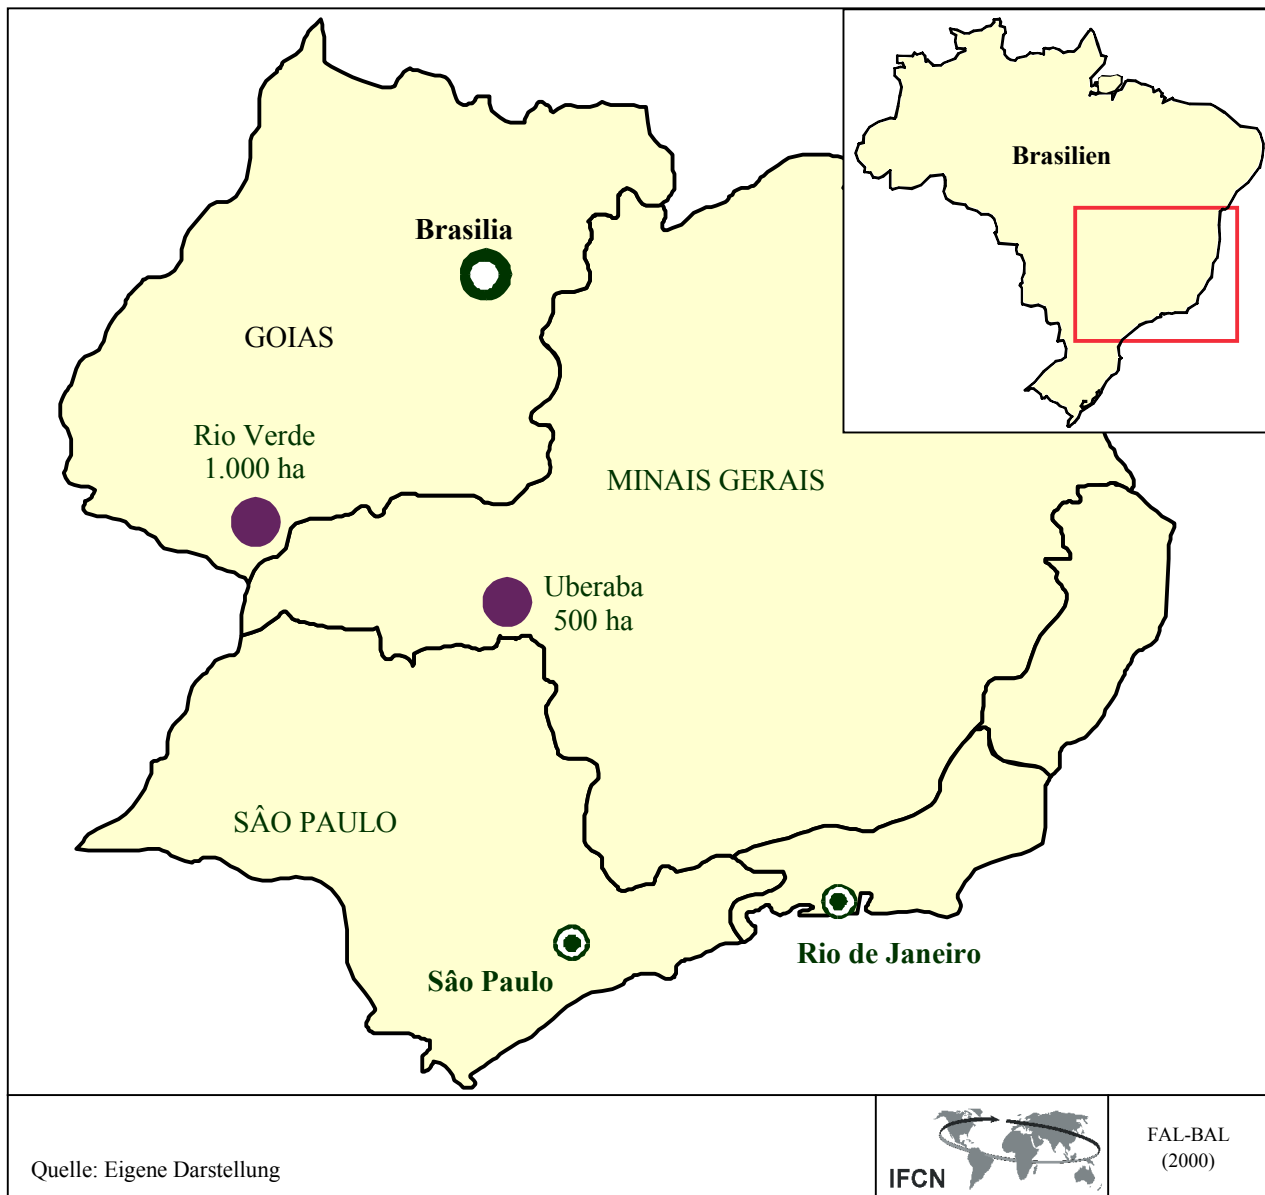 Brasilien
Brasilia
GOIAS
Rio Verde
1.000 ha
MINAIS GERAIS
Uberaba
500 ha
SÂO PAULO
Rio de Janeiro
Sâo Paulo
Quelle: Eigene Darstellung
IFCN
FAL-BAL
(2000)